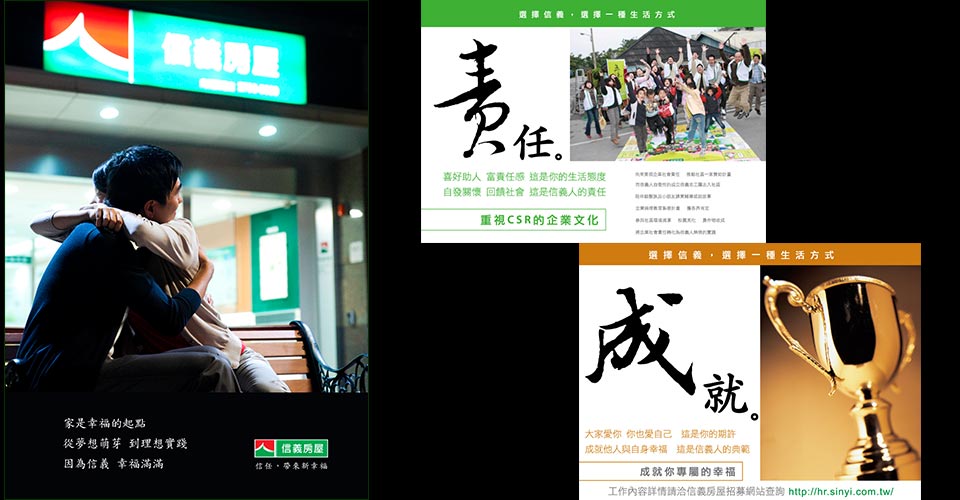 信義房屋
家是幸福的起點
從夢想萌芽 到理想實踐
因為信義 幸福滿滿
信義房屋
信任・帶來新幸福
選擇信義，選擇一種生活方式
責任。
喜好助人 富責任感 這是你的生活態度
自發關懷 回饋社會 這是信義人的責任
重視CSR的企業文化
選擇信義，選擇一種生活方式
成就。
大家愛你 你也愛自己 這是你的期許
成就他人與自身幸福 這是信義人的典範
成就你專屬的幸福
工作內容詳情請洽信義房屋招募網站查詢 http://hr.sinyi.com.tw/